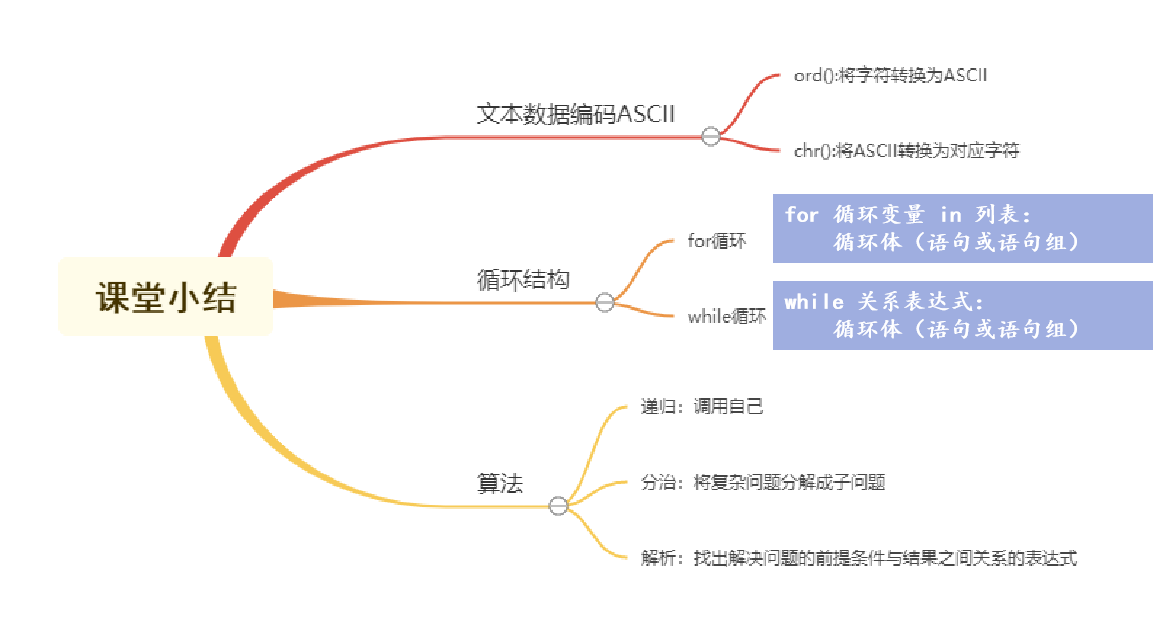 课堂小结
文本数据编码ASCII
ord():将字符转换为ASCII
chr():将ASCII转换为对应字符
循环结构
for循环
for 循环变量 in 列表:
循环体（语句或语句组）
while循环
while 关系表达式:
循环体（语句或语句组）
算法
递归：调用自己
分治：将复杂问题分解成子问题
解析：找出解决问题的前提条件与结果之间关系的表达式